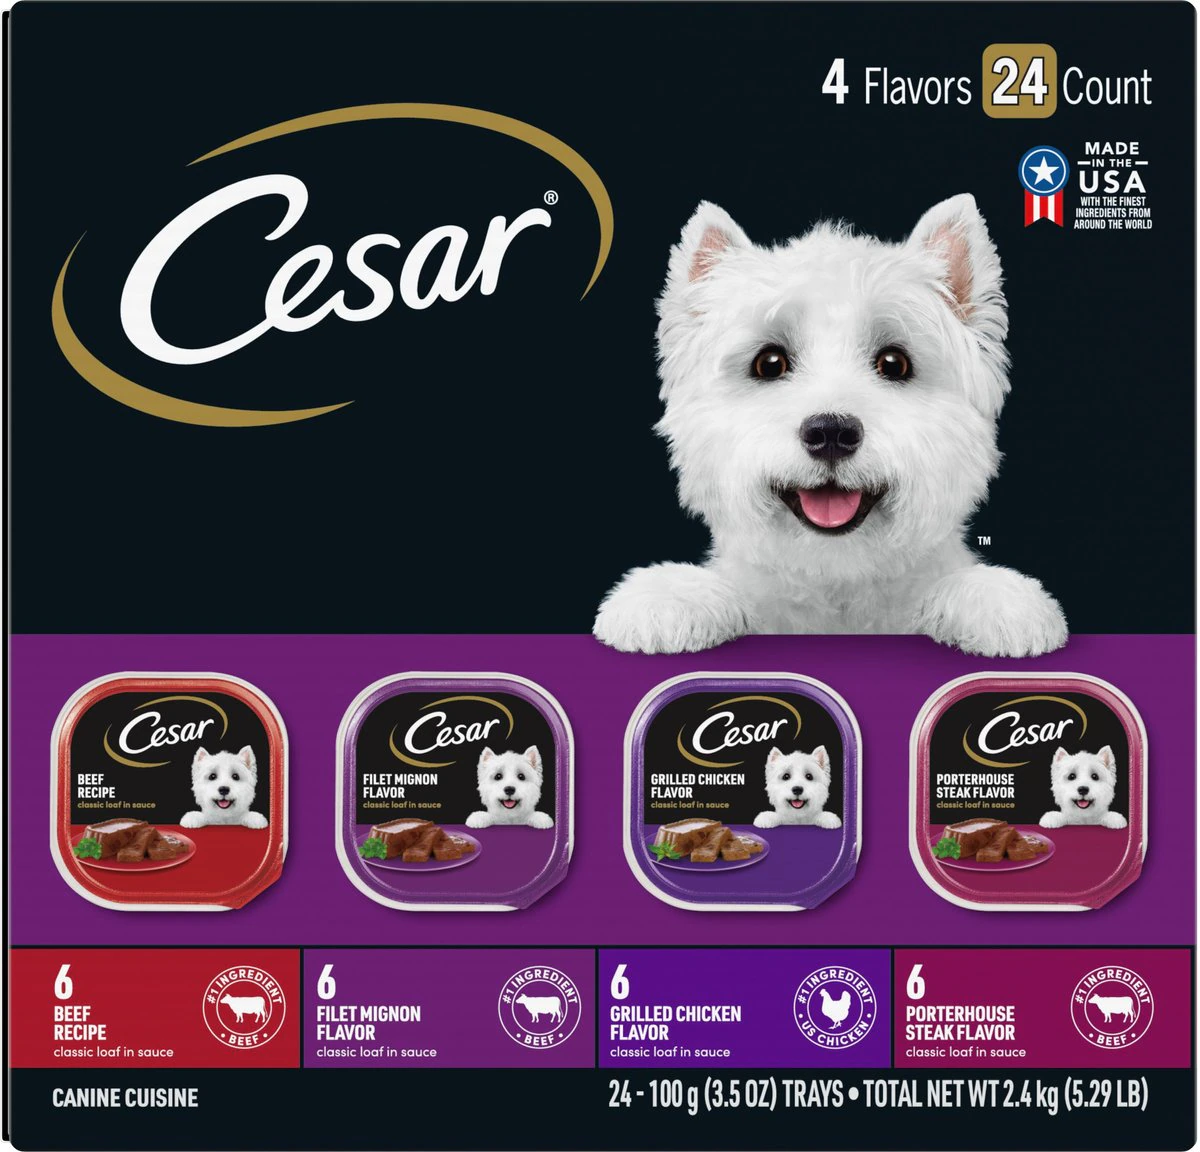 4 Flavors 24 Count
MADE
IN THE
USA
WITH THE FINEST
INGREDIENTS FROM
AROUND THE WORLD
Cesar®
TM
Cesar
BEEF
RECIPE
classic loaf in sauce
Cesar
FILET MIGNON
FLAVOR
classic loaf in sauce
Cesar
GRILLED CHICKEN
FLAVOR
classic loaf in sauce
Cesar
PORTERHOUSE
STEAK FLAVOR
classic loaf in sauce
6
BEEF
RECIPE
classic loaf in sauce
#1 INGREDIENT
• BEEF •
6
FILET MIGNON
FLAVOR
classic loaf in sauce
#1 INGREDIENT
• BEEF •
6
GRILLED CHICKEN
FLAVOR
classic loaf in sauce
#1 INGREDIENT
• US CHICKEN •
6
PORTERHOUSE
STEAK FLAVOR
classic loaf in sauce
#1 INGREDIENT
• BEEF •
CANINE CUISINE
24 - 100 g (3.5 OZ) TRAYS • TOTAL NET WT 2.4 kg (5.29 LB)